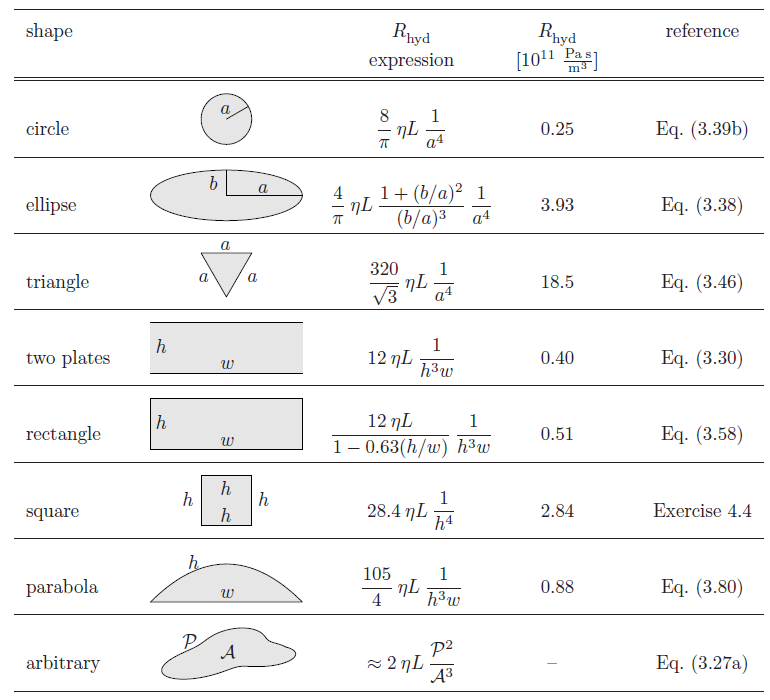 shape R_hyd R_hyd reference
expression [10^11 Pa s/m^3]
a
circle 8/π ηL 1/a^4 0.25 Eq. (3.39b)
b a
ellipse 4/π ηL (1 + (b/a)^2)/(b/a)^3 1/a^4 3.93 Eq. (3.38)
a
triangle a a 320/√3 ηL 1/a^4 18.5 Eq. (3.46)
h
two plates w 12 ηL 1/(h^3w) 0.40 Eq. (3.30)
h
rectangle w 12 ηL/(1 − 0.63(h/w)) 1/(h^3w) 0.51 Eq. (3.58)
h
square h h 28.4 ηL 1/h^4 2.84 Exercise 4.4
h
h
parabola w 105/4 ηL 1/(h^3w) 0.88 Eq. (3.80)
P
arbitrary A ≈ 2 ηL P^2/A^3 – Eq. (3.27a)